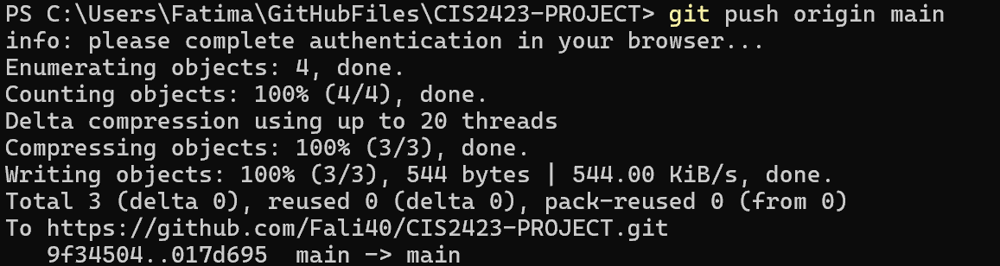 PS C:\Users\Fatima\GitHubFiles\CIS2423-PROJECT> git push origin main
info: please complete authentication in your browser...
Enumerating objects: 4, done.
Counting objects: 100% (4/4), done.
Delta compression using up to 20 threads
Compressing objects: 100% (3/3), done.
Writing objects: 100% (3/3), 544 bytes | 544.00 KiB/s, done.
Total 3 (delta 0), reused 0 (delta 0), pack-reused 0 (from 0)
To https://github.com/Fali40/CIS2423-PROJECT.git
   9f34504..017d695  main -> main